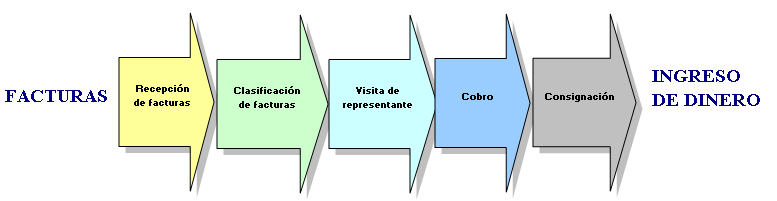 FACTURAS
Recepción
de facturas
Clasificación
de facturas
Visita de
representante
Cobro
Consignación
INGRESO
DE DINERO